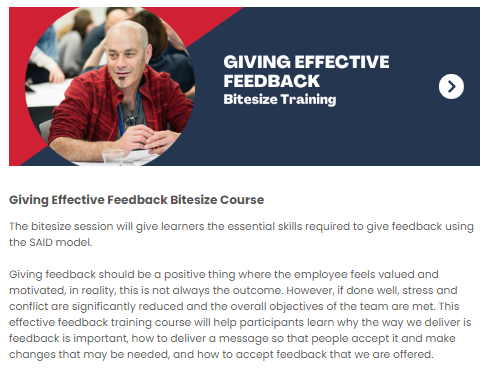 GIVING EFFECTIVE
FEEDBACK
Bitesize Training
Giving Effective Feedback Bitesize Course
The bitesize session will give learners the essential skills required to give feedback using
the SAID model.
Giving feedback should be a positive thing where the employee feels valued and
motivated, in reality, this is not always the outcome. However, if done well, stress and
conflict are significantly reduced and the overall objectives of the team are met. This
effective feedback training course will help participants learn why the way we deliver is
feedback is important, how to deliver a message so that people accept it and make
changes that may be needed, and how to accept feedback that we are offered.